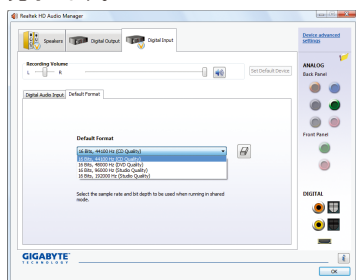 Realtek HD Audio Manager
Speakers
Digital Output
Digital Input
Device advanced
settings
Recording Volume
L
R
Set Default Device
ANALOG
Back Panel
Digital Audio Input
Default Format
Default Format
16 Bits, 44100 Hz (CD Quality)
16 Bits, 44100 Hz (CD Quality)
16 Bits, 48000 Hz (DVD Quality)
16 Bits, 96000 Hz (Studio Quality)
16 Bits, 192000 Hz (Studio Quality)
Select the sample rate and bit depth to be used when running in shared
mode.
Front Panel
DIGITAL
GIGABYTE
TECHNOLOGY
OK